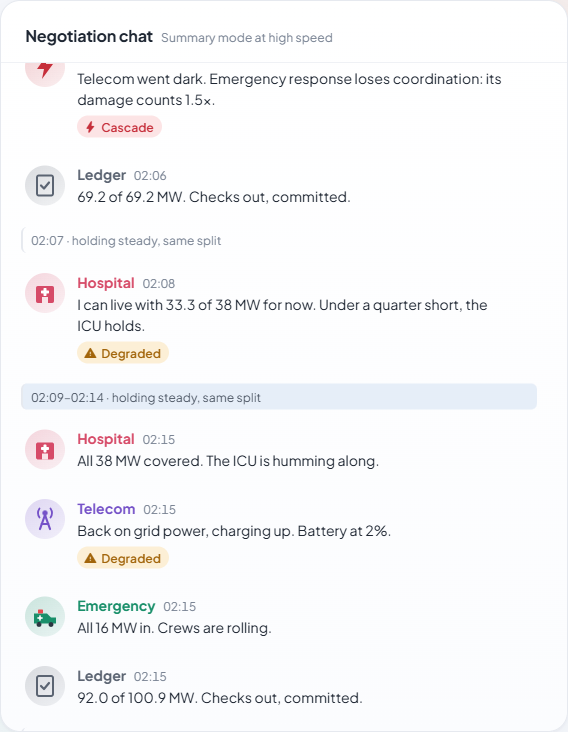 Negotiation chat Summary mode at high speed
Telecom went dark. Emergency response loses coordination: its
damage counts 1.5×.
Cascade
Ledger 02:06
69.2 of 69.2 MW. Checks out, committed.
02:07 · holding steady, same split
Hospital 02:08
I can live with 33.3 of 38 MW for now. Under a quarter short, the
ICU holds.
Degraded
02:09–02:14 · holding steady, same split
Hospital 02:15
All 38 MW covered. The ICU is humming along.
Telecom 02:15
Back on grid power, charging up. Battery at 2%.
Degraded
Emergency 02:15
All 16 MW in. Crews are rolling.
Ledger 02:15
92.0 of 100.9 MW. Checks out, committed.